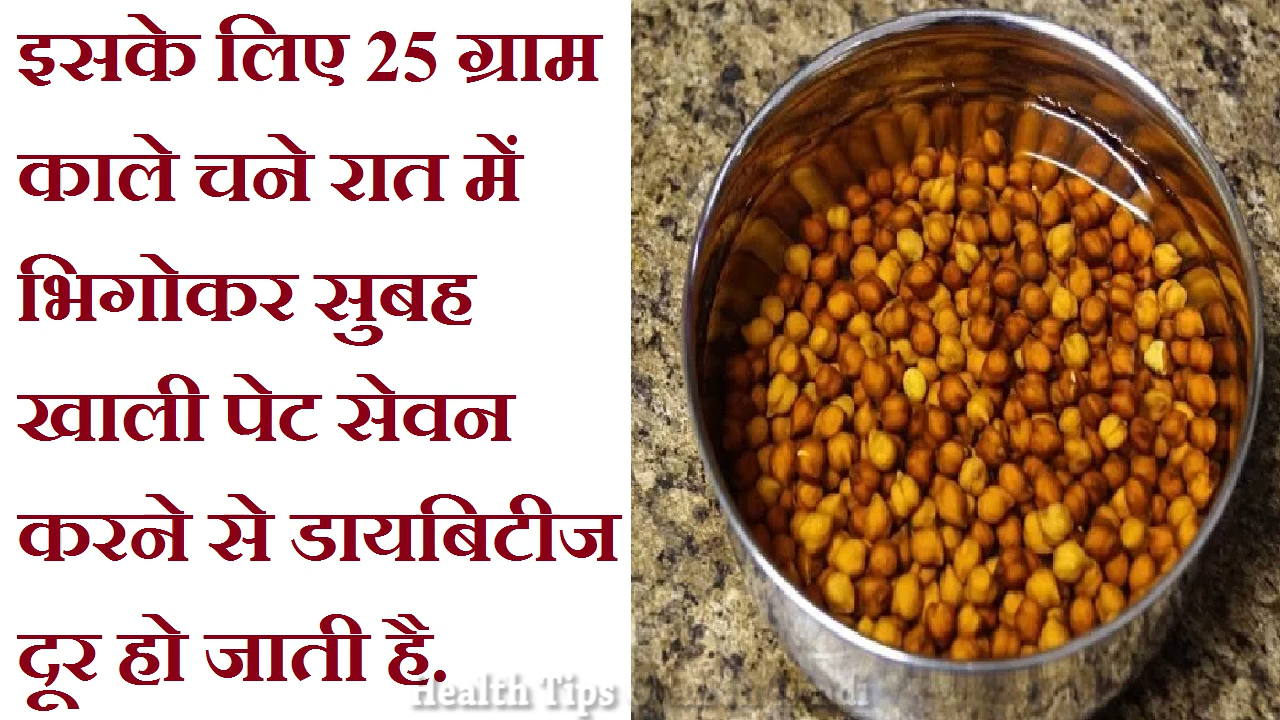 इसके लिए 25 ग्राम
काले चने रात में
भिगोकर सुबह
खाली पेट सेवन
करने से डायबिटीज
दूर हो जाती है.
Health Tips